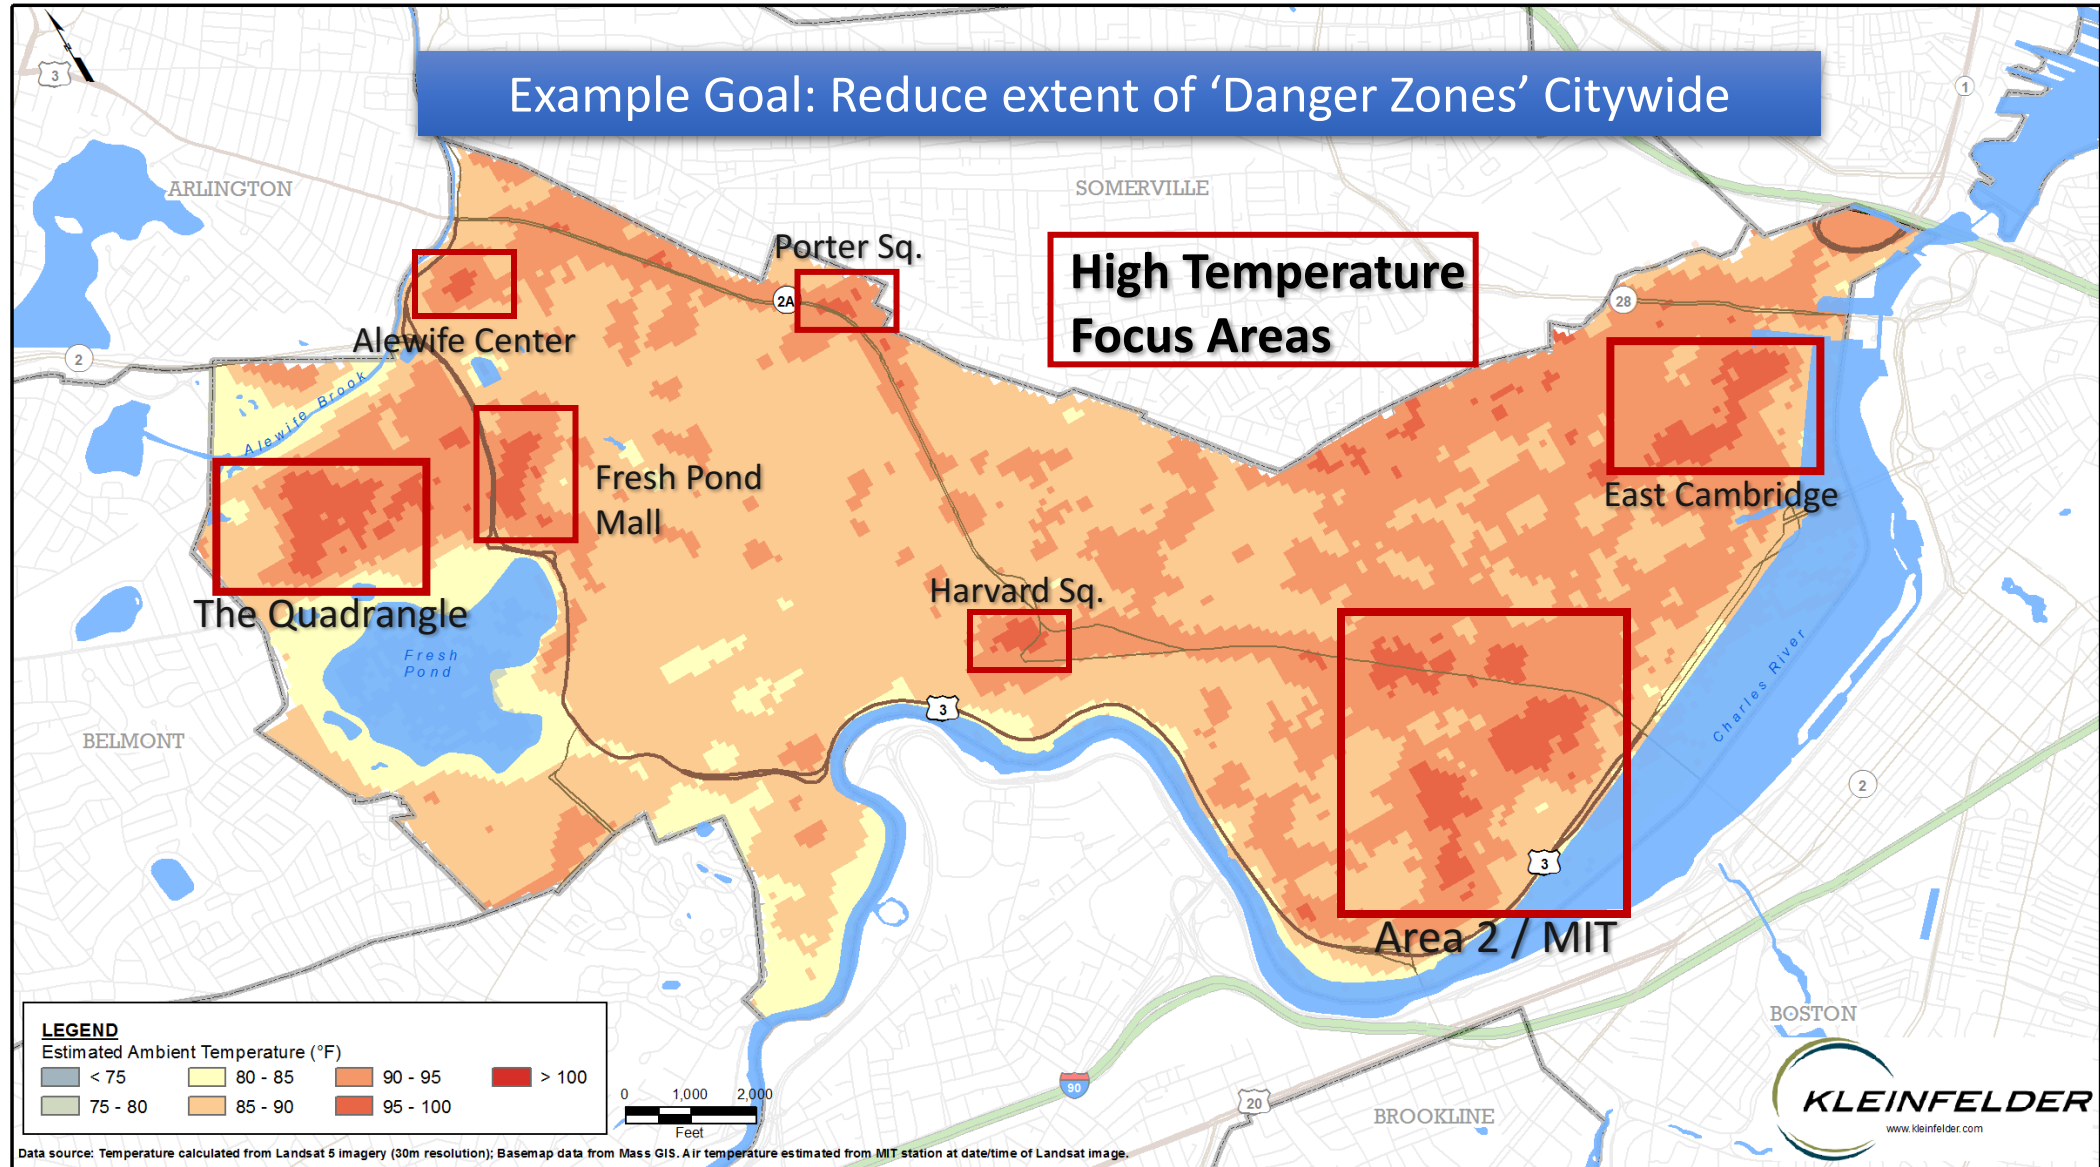 Example Goal: Reduce extent of ‘Danger Zones’ Citywide
N
3
1
ARLINGTON
SOMERVILLE
Porter Sq.
High Temperature
Focus Areas
2A
28
Alewife Center
2
Alewife Brook
Fresh Pond
Mall
East Cambridge
The Quadrangle
Harvard Sq.
Fresh
Pond
3
Charles River
BELMONT
2
3
Area 2 / MIT
BOSTON
LEGEND
Estimated Ambient Temperature (°F)
< 75
80 - 85
90 - 95
> 100
75 - 80
85 - 90
95 - 100
0 1,000 2,000
Feet
90
20
BROOKLINE
KLEINFELDER
www.kleinfelder.com
Data source: Temperature calculated from Landsat 5 imagery (30m resolution); Basemap data from Mass GIS. Air temperature estimated from MIT station at date/time of Landsat image.